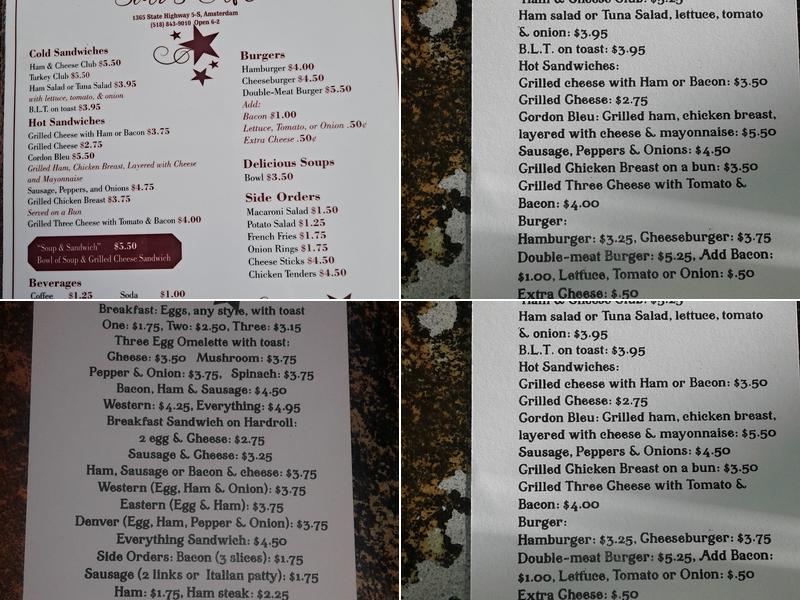 1365 State Highway 5-S, Amsterdam
(518) 843-9010 Open 6-2
Cold Sandwiches
Ham & Cheese Club $5.50
Turkey Club $5.50
Ham Salad or Tuna Salad $3.95
with lettuce, tomato, & onion
B.L.T. on toast $3.95
Hot Sandwiches
Grilled Cheese with Ham or Bacon $3.75
Grilled Cheese $2.75
Cordon Bleu $5.50
Grilled Ham, Chicken Breast, Layered with Cheese
and Mayonnaise
Sausage, Peppers, and Onions $4.75
Grilled Chicken Breast $3.75
Served on a Bun
Grilled Three Cheese with Tomato & Bacon $4.00
"Soup & Sandwich" $5.50
Bowl of Soup & Grilled Cheese Sandwich
Beverages
Coffee $1.25 Soda $1.00
Burgers
Hamburger $4.00
Cheeseburger $4.50
Double-Meat Burger $5.50
Add:
Bacon $1.00
Lettuce, Tomato, or Onion .50¢
Extra Cheese .50¢
Delicious Soups
Bowl $3.50
Side Orders
Macaroni Salad $1.50
Potato Salad $1.25
French Fries $1.75
Onion Rings $1.75
Cheese Sticks $4.50
Chicken Tenders $4.50
Ham & Cheese Club: $5.25
Ham salad or Tuna Salad, lettuce, tomato
& onion: $3.95
B.L.T. on toast: $3.95
Hot Sandwiches:
Grilled cheese with Ham or Bacon: $3.50
Grilled Cheese: $2.75
Gordon Bleu: Grilled ham, chicken breast,
layered with cheese & mayonnaise: $5.50
Sausage, Peppers & Onions: $4.50
Grilled Chicken Breast on a bun: $3.50
Grilled Three Cheese with Tomato &
Bacon: $4.00
Burger:
Hamburger: $3.25, Cheeseburger: $3.75
Double-meat Burger: $5.25, Add Bacon:
$1.00, Lettuce, Tomato or Onion: $.50
Extra Cheese: $.50
Breakfast: Eggs, any style, with toast
One: $1.75, Two: $2.50, Three: $3.15
Three Egg Omelette with toast:
Cheese: $3.50 Mushroom: $3.75
Pepper & Onion: $3.75, Spinach: $3.75
Bacon, Ham & Sausage: $4.50
Western: $4.25, Everything: $4.95
Breakfast Sandwich on Hardroll:
2 egg & Cheese: $2.75
Sausage & Cheese: $3.25
Ham, Sausage or Bacon & cheese: $3.75
Western (Egg, Ham & Onion): $3.75
Eastern (Egg & Ham): $3.75
Denver (Egg, Ham, Pepper & Onion): $3.75
Everything Sandwich: $4.50
Side Orders: Bacon (3 slices): $1.75
Sausage (2 links or Italian patty): $1.75
Ham: $1.75, Ham steak: $2.25
Ham & Cheese Club: $5.25
Ham salad or Tuna Salad, lettuce, tomato
& onion: $3.95
B.L.T. on toast: $3.95
Hot Sandwiches:
Grilled cheese with Ham or Bacon: $3.50
Grilled Cheese: $2.75
Gordon Bleu: Grilled ham, chicken breast,
layered with cheese & mayonnaise: $5.50
Sausage, Peppers & Onions: $4.50
Grilled Chicken Breast on a bun: $3.50
Grilled Three Cheese with Tomato &
Bacon: $4.00
Burger:
Hamburger: $3.25, Cheeseburger: $3.75
Double-meat Burger: $5.25, Add Bacon:
$1.00, Lettuce, Tomato or Onion: $.50
Extra Cheese: $.50